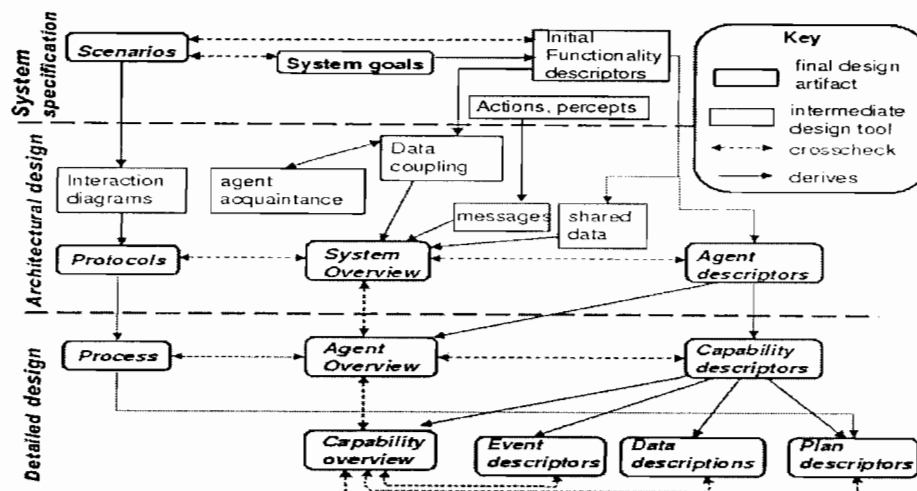 System
specification
Scenarios
System goals
Initial
Functionality
descriptors
Actions, percepts
Key
final design
artifact
intermediate
design tool
crosscheck
derives
Architectural design
Interaction
diagrams
agent
acquaintance
Data
coupling
messages
shared
data
Protocols
System
Overview
Agent
descriptors
Detailed design
Process
Agent
Overview
Capability
descriptors
Capability
overview
Event
descriptors
Data
descriptions
Plan
descriptors